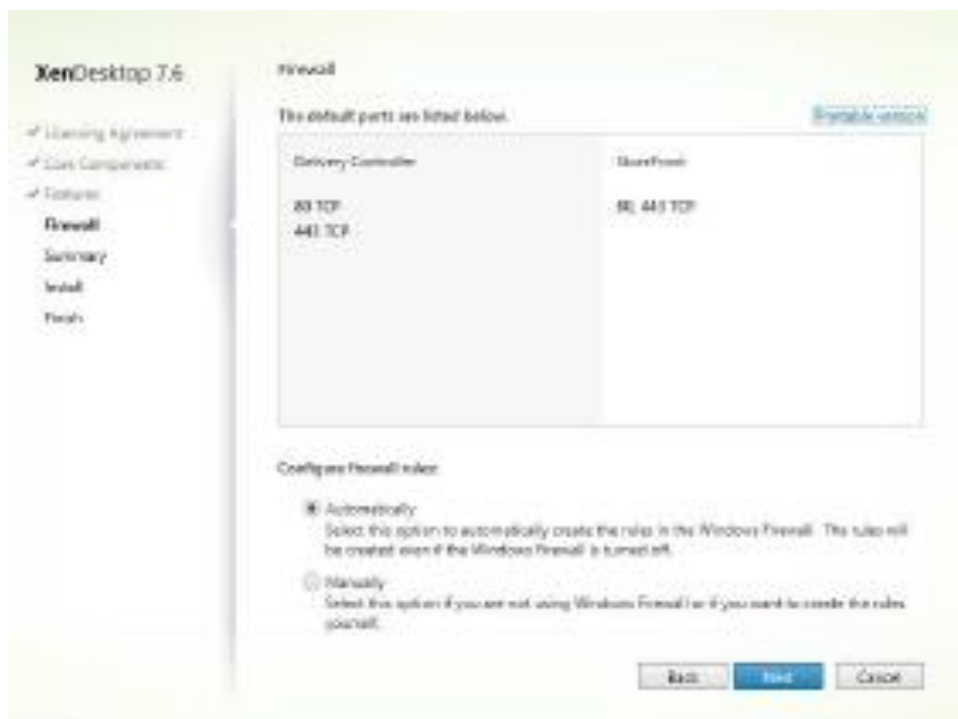 XenDesktop 7.6
Licensing Agreement
Core Components
Features
Firewall
Summary
Install
Finish
Firewall
The default ports are listed below.
Printable version
Delivery Controller
80 TCP
443 TCP
StoreFront
80, 443 TCP
Configure firewall rules:
Automatically
Select this option to automatically create the rules in the Windows Firewall. The rules will
be created even if the Windows Firewall is turned off.
Manually
Select this option if you are not using Windows Firewall or if you want to create the rules
yourself.
Back
Next
Cancel